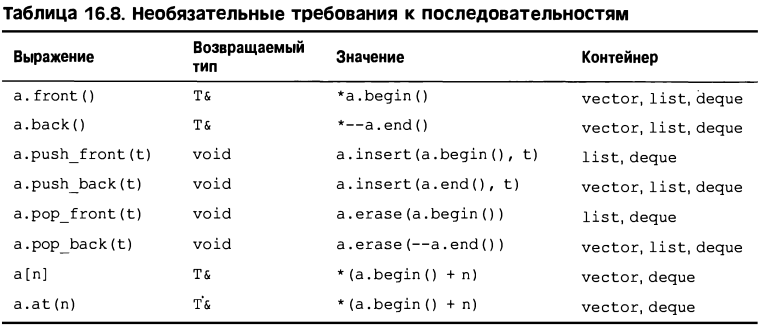 Таблица 16.8. Необязательные требования к последовательностям
Выражение Возвращаемый тип Значение Контейнер
a.front() T& *a.begin() vector, list, deque
a.back() T& *--a.end() vector, list, deque
a.push_front(t) void a.insert(a.begin(), t) list, deque
a.push_back(t) void a.insert(a.end(), t) vector, list, deque
a.pop_front(t) void a.erase(a.begin()) list, deque
a.pop_back(t) void a.erase(--a.end()) vector, list, deque
a[n] T& *(a.begin() + n) vector, deque
a.at(n) T& *(a.begin() + n) vector, deque